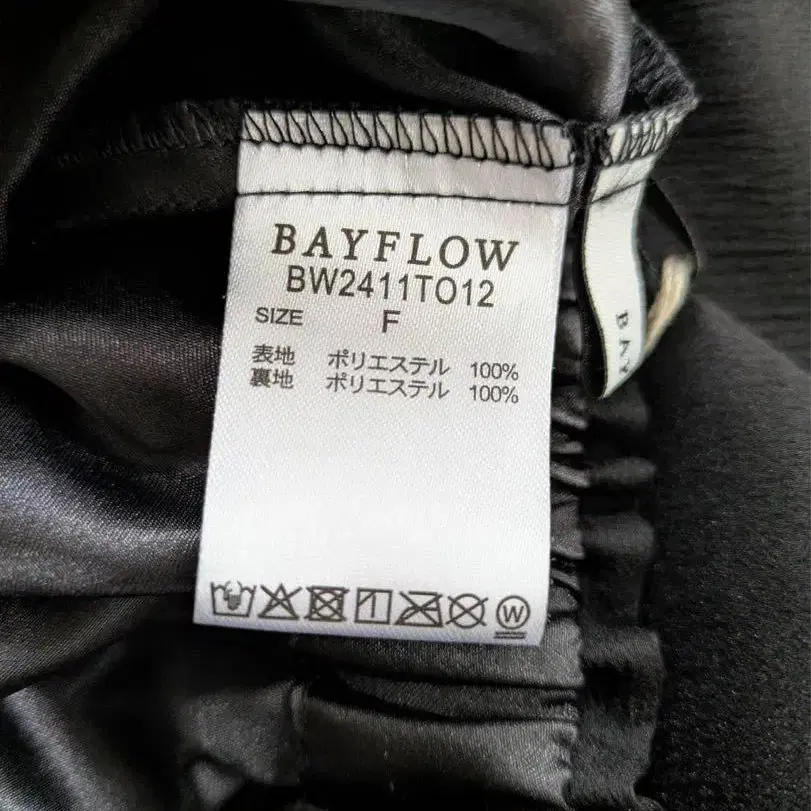 BAYFLOW
BW2411TO12
SIZE F
表地 ポリエステル 100%
裏地 ポリエステル 100%
W
BAY